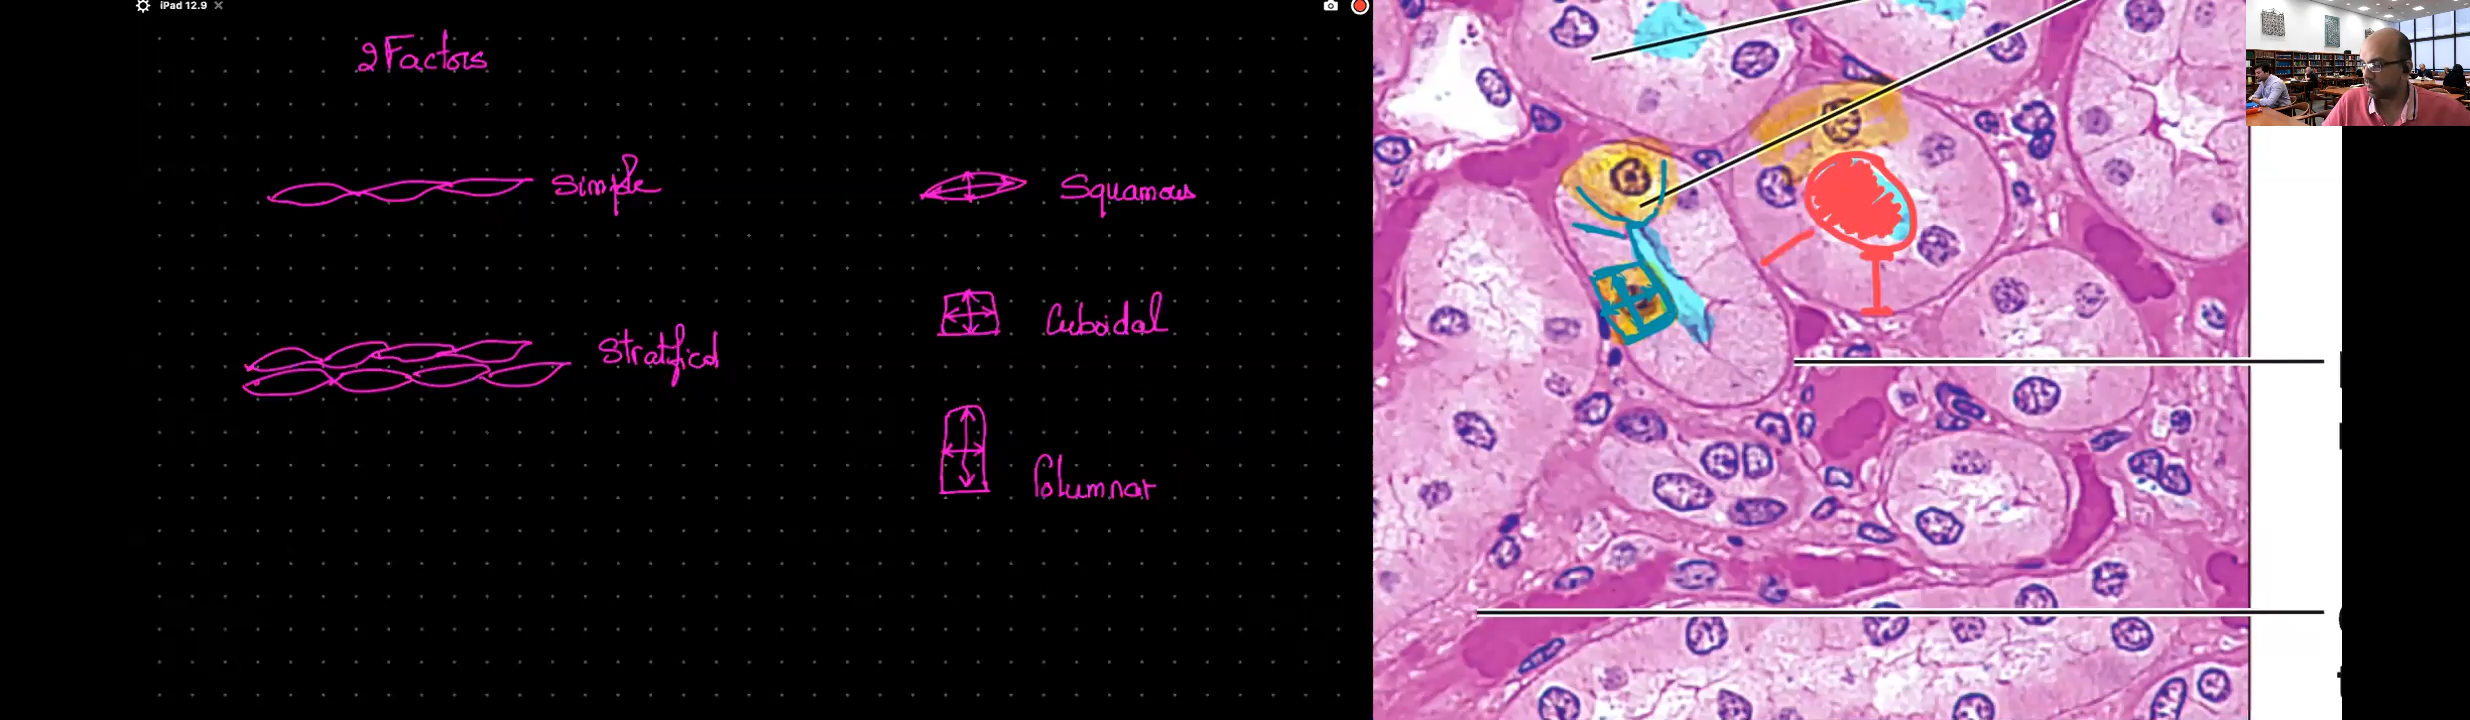 iPad 12.9
2 Factors
Simple
Squamous
Cuboidal
Stratified
Columnar